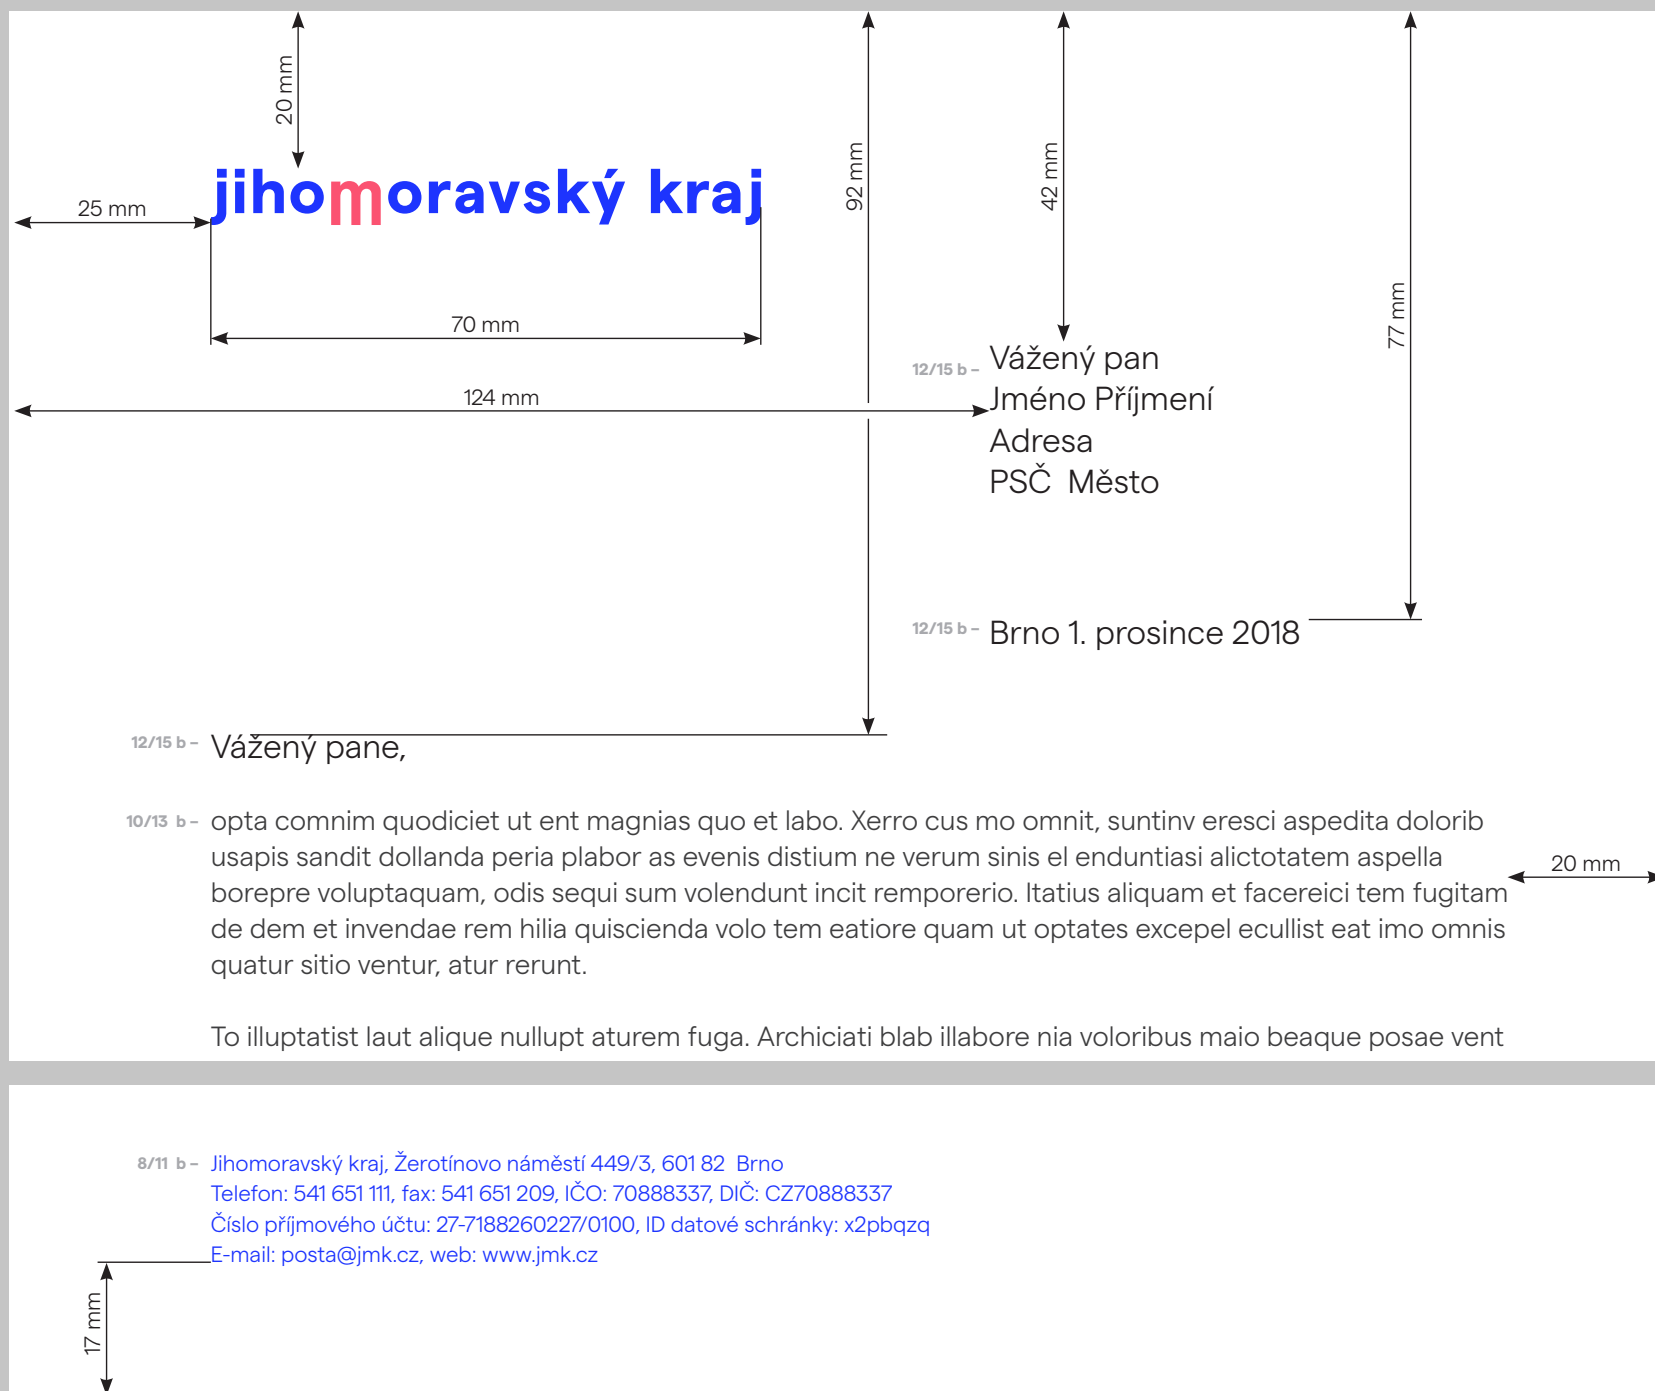 20 mm
92 mm
42 mm
77 mm
jihomoravský kraj
25 mm
70 mm
124 mm
12/15 b – Vážený pan
Jméno Příjmení
Adresa
PSČ  Město
12/15 b – Brno 1. prosince 2018
12/15 b – Vážený pane,
10/13 b – opta comnim quodiciet ut ent magnias quo et labo. Xerro cus mo omnit, suntinv eresci aspedita dolorib
usapis sandit dollanda peria plabor as evenis distium ne verum sinis el enduntiasi alictotatem aspella
20 mm
borepre voluptaquam, odis sequi sum volendunt incit remporerio. Itatius aliquam et facereici tem fugitam
de dem et invendae rem hilia quiscienda volo tem eatiore quam ut optates excepel ecullist eat imo omnis
quatur sitio ventur, atur rerunt.
To illuptatist laut alique nullupt aturem fuga. Archiciati blab illabore nia voloribus maio beaque posae vent
8/11 b – Jihomoravský kraj, Žerotínovo náměstí 449/3, 601 82  Brno
Telefon: 541 651 111, fax: 541 651 209, IČO: 70888337, DIČ: CZ70888337
Číslo příjmového účtu: 27-7188260227/0100, ID datové schránky: x2pbqzq
E-mail: posta@jmk.cz, web: www.jmk.cz
17 mm